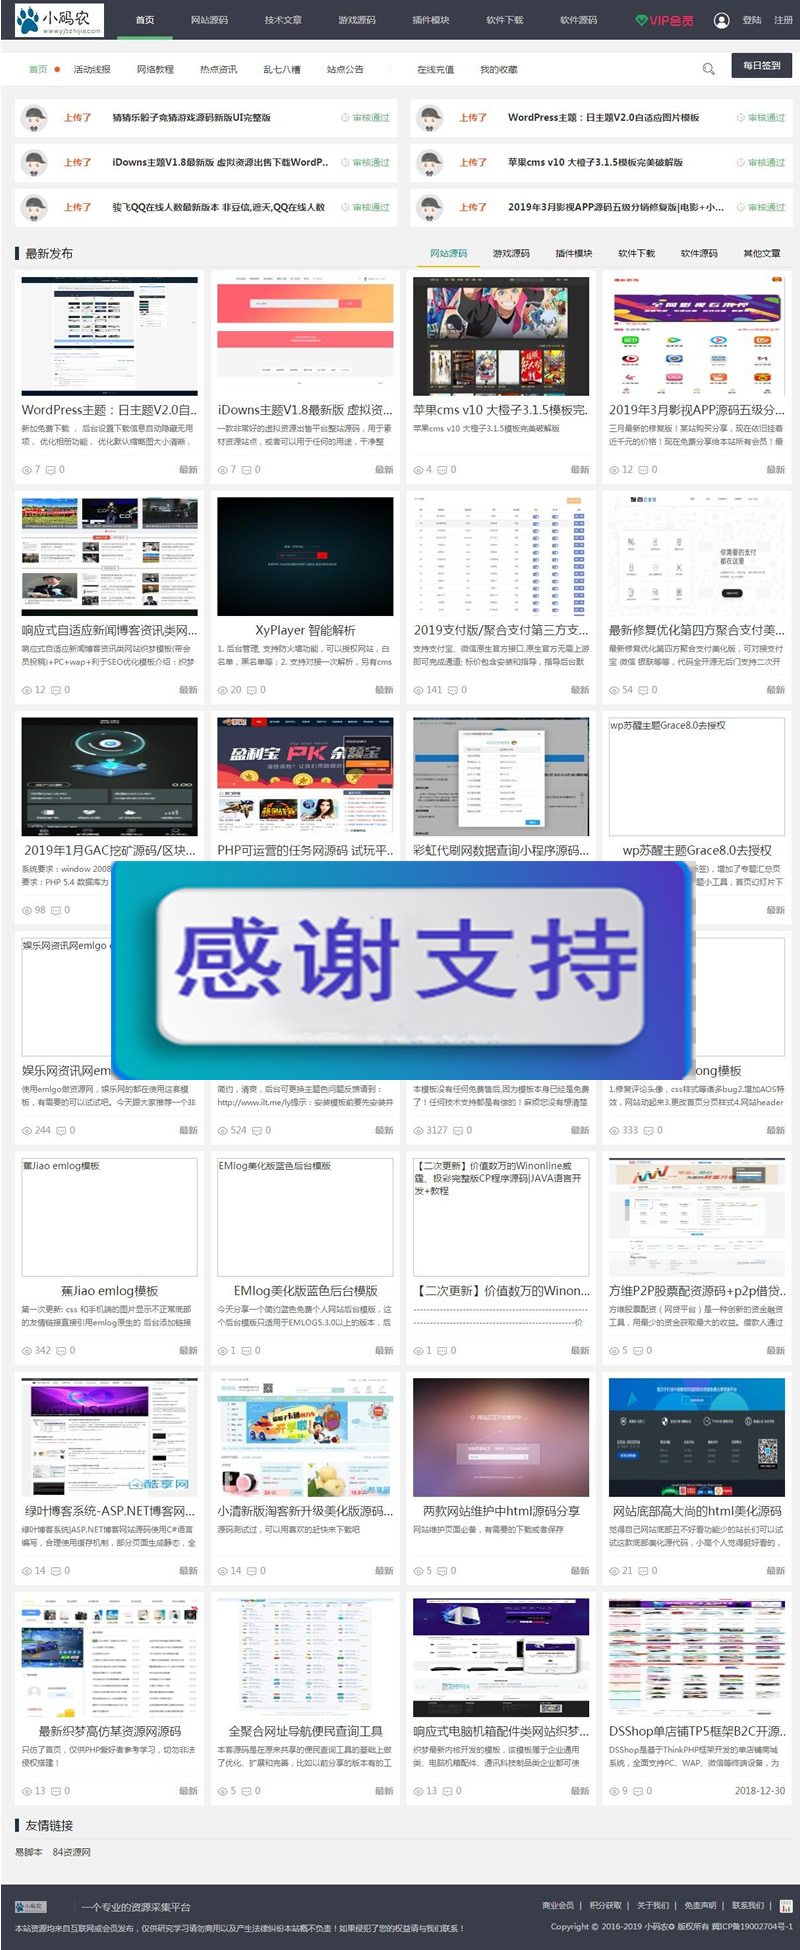 小码农
www.yjbzhijia.com
首页 网站源码 技术文章 游戏源码 插件模块 软件下载 软件源码 VIP会员 登陆 注册
首页 活动线报 网络教程 热点资讯 乱七八糟 站点公告 在线充值 我的收藏 每日签到
上传了 猜猜乐骰子竞猜游戏源码新版UI完整版 审核通过
上传了 WordPress主题：日主题V2.0自适应图片模板 审核通过
上传了 iDowns主题V1.8最新版 虚拟资源出售下载WordP... 审核通过
上传了 苹果cms v10 大橙子3.1.5模板完美破解版 审核通过
上传了 骏飞QQ在线人数最新版本 非豆信,遮天,QQ在线人数 审核通过
上传了 2019年3月影视APP源码五级分销修复版|电影+小... 审核通过
最新发布 网站源码 游戏源码 插件模块 软件下载 软件源码 其他文章
WordPress主题：日主题V2.0自...
新加免费下载 ， 后台设置下载信息自动隐藏无用
项， 优化相册功能， 优化默认缩略图大小清晰，
7 0 最新
iDowns主题V1.8最新版 虚拟资...
一款非常好的虚拟资源出售平台整站源码，用于素
材资源站点，或者可以用于任何的用途，干净整
7 0 最新
苹果cms v10 大橙子3.1.5模板完...
苹果cms v10 大橙子3.1.5模板完美破解版
4 0 最新
2019年3月影视APP源码五级分...
三月最新的修复版！某站购买分享，现在依旧挂着
近千元的价格！现在免费分享给本站所有会员！最
12 0 最新
你需要的支付
都在这里
响应式自适应新闻博客资讯类网...
响应式自适应新闻博客资讯类网站织梦模板(带会
员投稿)+PC+wap+利于SEO优化模板介绍：织梦
12 0 最新
XyPlayer 智能解析
1. 后台管理, 支持防火墙功能，可以授权网站，白
名单，黑名单等；2. 支持对接一次解析，另有cms
20 0 最新
2019支付版/聚合支付第三方支...
支持支付宝、微信原生官方接口,原生官方无需上游
即可完成通道; 标价包含安装和指导，指导后台默
141 0 最新
最新修复优化第四方聚合支付美...
最新修复优化第四方聚合支付美化版，可对接支付
宝 微信 银联等等，代码全开源无后门支持二次开
54 0 最新
盈利宝 PK 余额宝
wp苏醒主题Grace8.0去授权
2019年1月GAC挖矿源码/区块...
系统要求：window 2008
要求：PHP 5.4 数据库为
98 0
PHP可运营的任务网源码 试玩平...
彩虹代刷网数据查询小程序源码...
wp苏醒主题Grace8.0去授权
签)，增加了专题汇总页
题小工具，首页幻灯片下
最新
感谢支持
娱乐网资讯网emlgo e
娱乐网资讯网em
使用emlgo做资源网，娱乐网的都在使用这套模
板，有需要的可以试试吧。今天跟大家推荐一个非
244 0 最新
简约，清爽，后台可更换主题色问题反馈请到：
http://www.ilt.me/ly提示：安装模板前要先安装并
524 0 最新
本模板没有任何免费售后,因为模板本身已经是免费
了！任何技术支持都是有偿的！麻烦您没有想清楚
3127 0 最新
ong模板
1.修复评论头像，css样式等诸多bug2.增加AOS特
效，网站动起来3.更改首页分页样式4.网站header
333 0 最新
蕉Jiao emlog模板
EMlog美化版蓝色后台模版
【二次更新】价值数万的Winonline威
霆、极彩完整版CP程序源码|JAVA语言开
发+教程
蕉Jiao emlog模板
第一次更新: css 和手机端的图片显示不正常底部
的友情链接直接引用emlog原生的 后台添加链接
342 0 最新
EMlog美化版蓝色后台模版
今天分享一个简约蓝色免费个人网站后台模版，这
个后台模版只适用于EMLOG5.3.0以上的版本，后
1 0 最新
【二次更新】价值数万的Winon...
1 0 最新
方维P2P股票配资源码+p2p借贷...
方维股票配资（网贷平台）是一种创新的资金融资
工具，用最少的资金获取最大的收益。借款人通过
5 0 最新
Visual Studio
酷享网
绿叶博客系统-ASP.NET博客网...
绿叶博客系统|ASP.NET博客网站源码使用C#语言
编写，合理使用缓存机制，部分页面生成静态，全
14 0 最新
小清新版淘客新升级美化版源码...
源码测试过，可以用喜欢的赶快来下载吧
14 0 最新
两款网站维护中html源码分享
网站维护页面必备，有需要的下载或者保存
5 0 最新
网站底部高大尚的html美化源码
觉得自己网站底部丑不好看功能少的站长们可以试
试这款底部美化源代码，小高个人觉得挺好看的，
21 0 最新
最新织梦高仿某资源网源码
只仿了首页，仅供PHP爱好者参考学习，切勿非法
侵权搭建！
13 0 最新
全聚合网址导航便民查询工具
本套源码是在原来共享的便民查询工具的基础上做
了优化、扩展和完善，比如以前分享的版本有的工
5 0 最新
响应式电脑机箱配件类网站织梦...
织梦最新内核开发的模板，该模板属于企业通用
类、电脑机箱配件、通讯科技制品类企业都可使
13 0 最新
DSShop单店铺TP5框架B2C开源...
DSShop是基于ThinkPHP框架开发的单店铺商城
系统，全面支持PC、WAP、微信等终端设备，为
9 0 2018-12-30
友情链接
易脚本 84资源网
小码农 一个专业的资源采集平台
商业会员 | 积分获取 | 关于我们 | 免责声明 | 联系我们 |
本站资源均来自互联网或会员发布，仅供研究学习请勿商用以及产生法律纠纷本站概不负责！如果侵犯了您的权益请与我们联系！
Copyright © 2016-2019 小码农 版权所有 冀ICP备19002704号-1